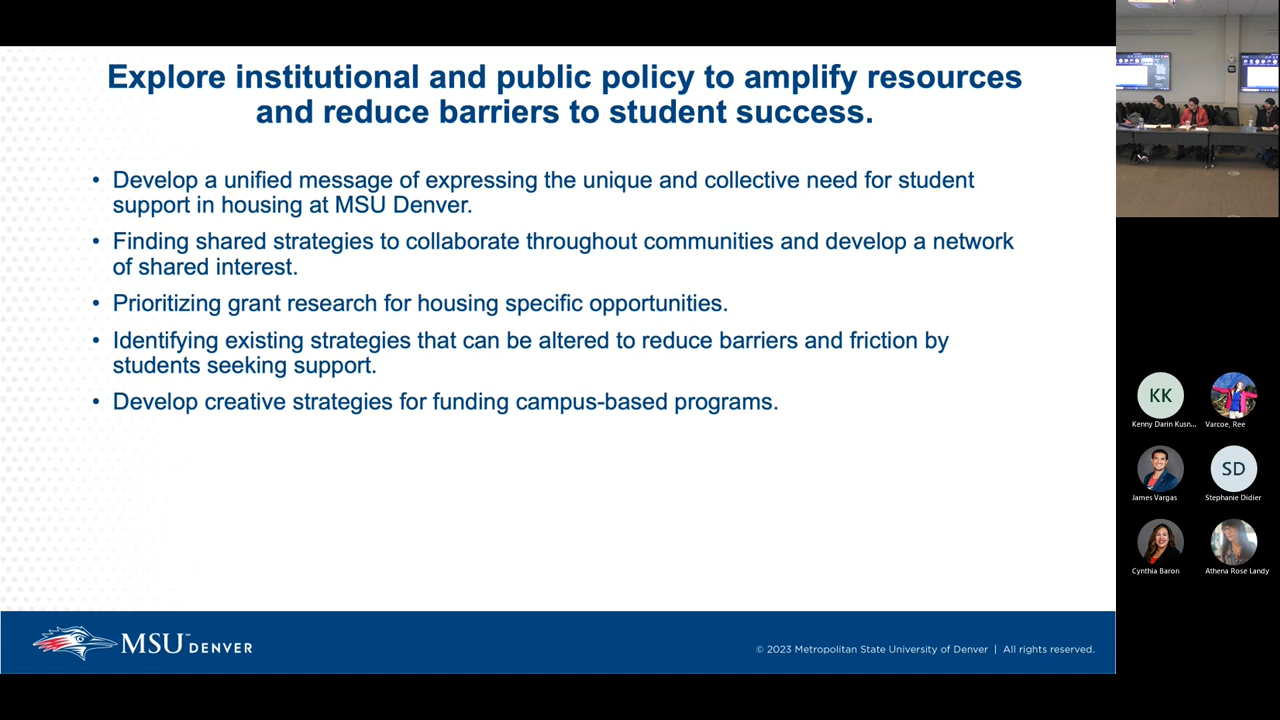 Explore institutional and public policy to amplify resources
and reduce barriers to student success.
• Develop a unified message of expressing the unique and collective need for student
support in housing at MSU Denver.
• Finding shared strategies to collaborate throughout communities and develop a network
of shared interest.
• Prioritizing grant research for housing specific opportunities.
• Identifying existing strategies that can be altered to reduce barriers and friction by
students seeking support.
• Develop creative strategies for funding campus-based programs.
MSU DENVER
© 2023 Metropolitan State University of Denver | All rights reserved.
KK
Kenny Darin Kusn...
Varcoe, Ree
James Vargas
SD
Stephanie Didier
Cynthia Baron
Athena Rose Landy